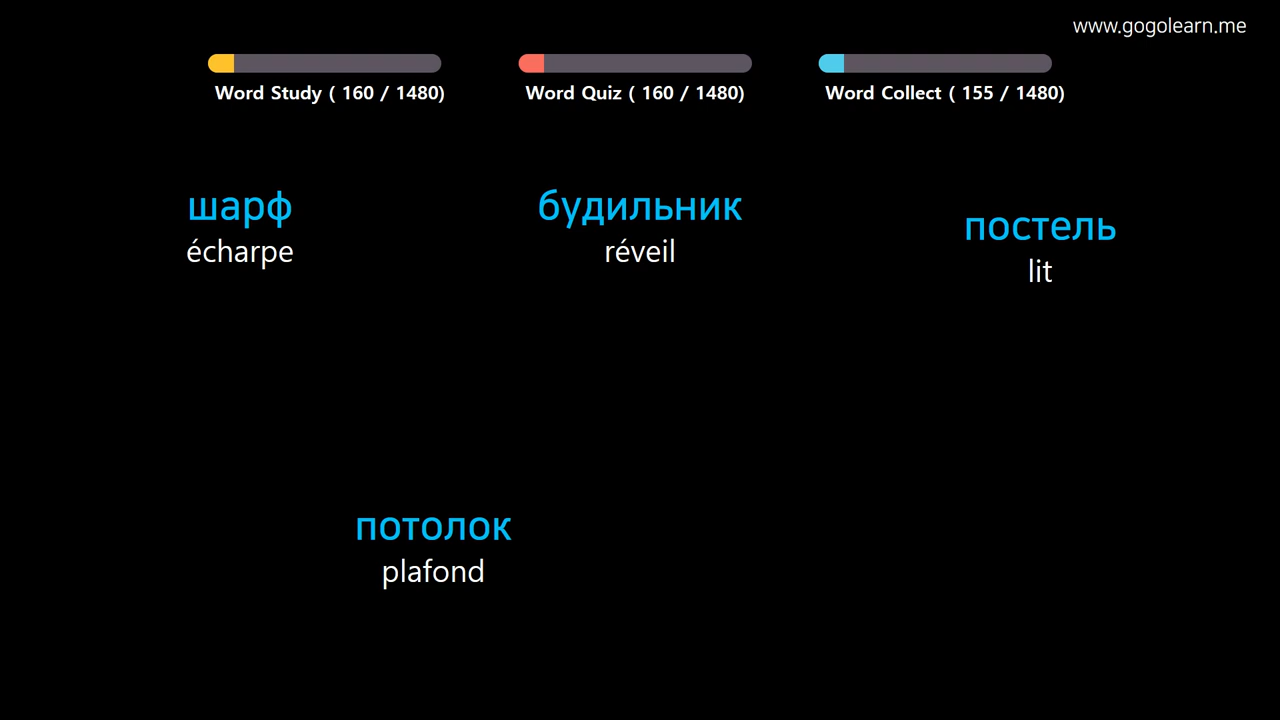 www.gogolearn.me
Word Study ( 160 / 1480)
Word Quiz ( 160 / 1480)
Word Collect ( 155 / 1480)
шарф
écharpe
будильник
réveil
постель
lit
потолок
plafond